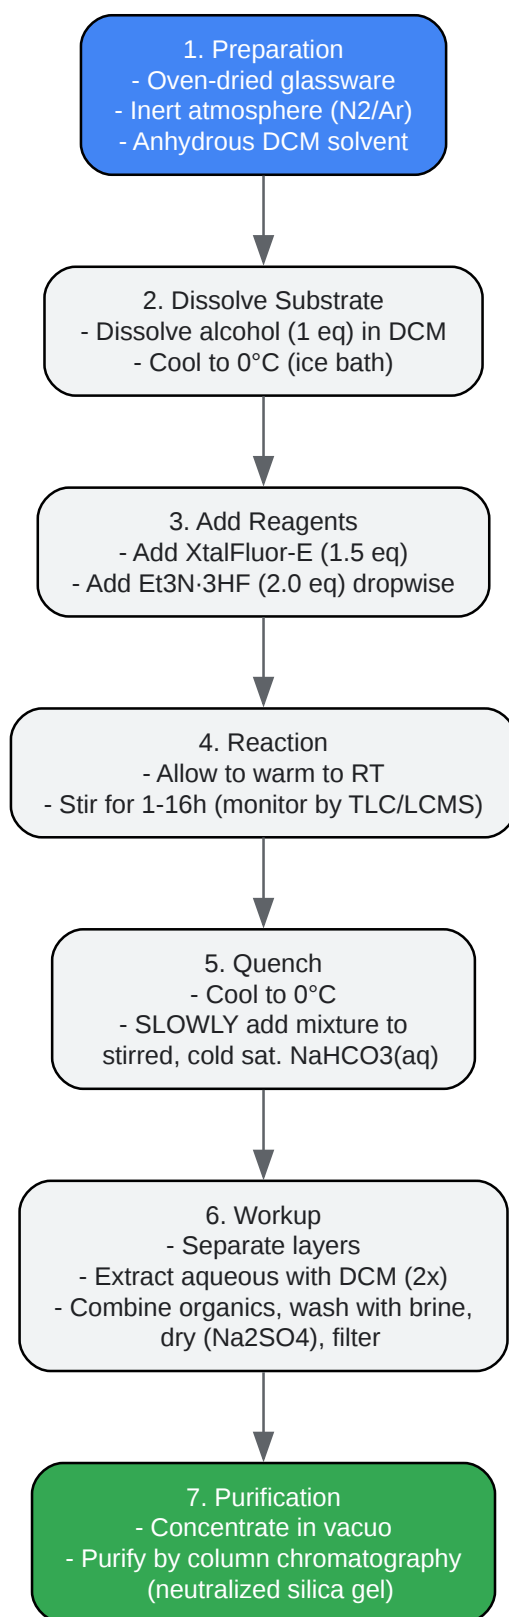 1. Preparation
- Oven-dried glassware
- Inert atmosphere (N2/Ar)
- Anhydrous DCM solvent
2. Dissolve Substrate
- Dissolve alcohol (1 eq) in DCM
- Cool to 0°C (ice bath)
3. Add Reagents
- Add XtalFluor-E (1.5 eq)
- Add Et3N·3HF (2.0 eq) dropwise
4. Reaction
- Allow to warm to RT
- Stir for 1-16h (monitor by TLC/LCMS)
5. Quench
- Cool to 0°C
- SLOWLY add mixture to
stirred, cold sat. NaHCO3(aq)
6. Workup
- Separate layers
- Extract aqueous with DCM (2x)
- Combine organics, wash with brine,
dry (Na2SO4), filter
7. Purification
- Concentrate in vacuo
- Purify by column chromatography
(neutralized silica gel)